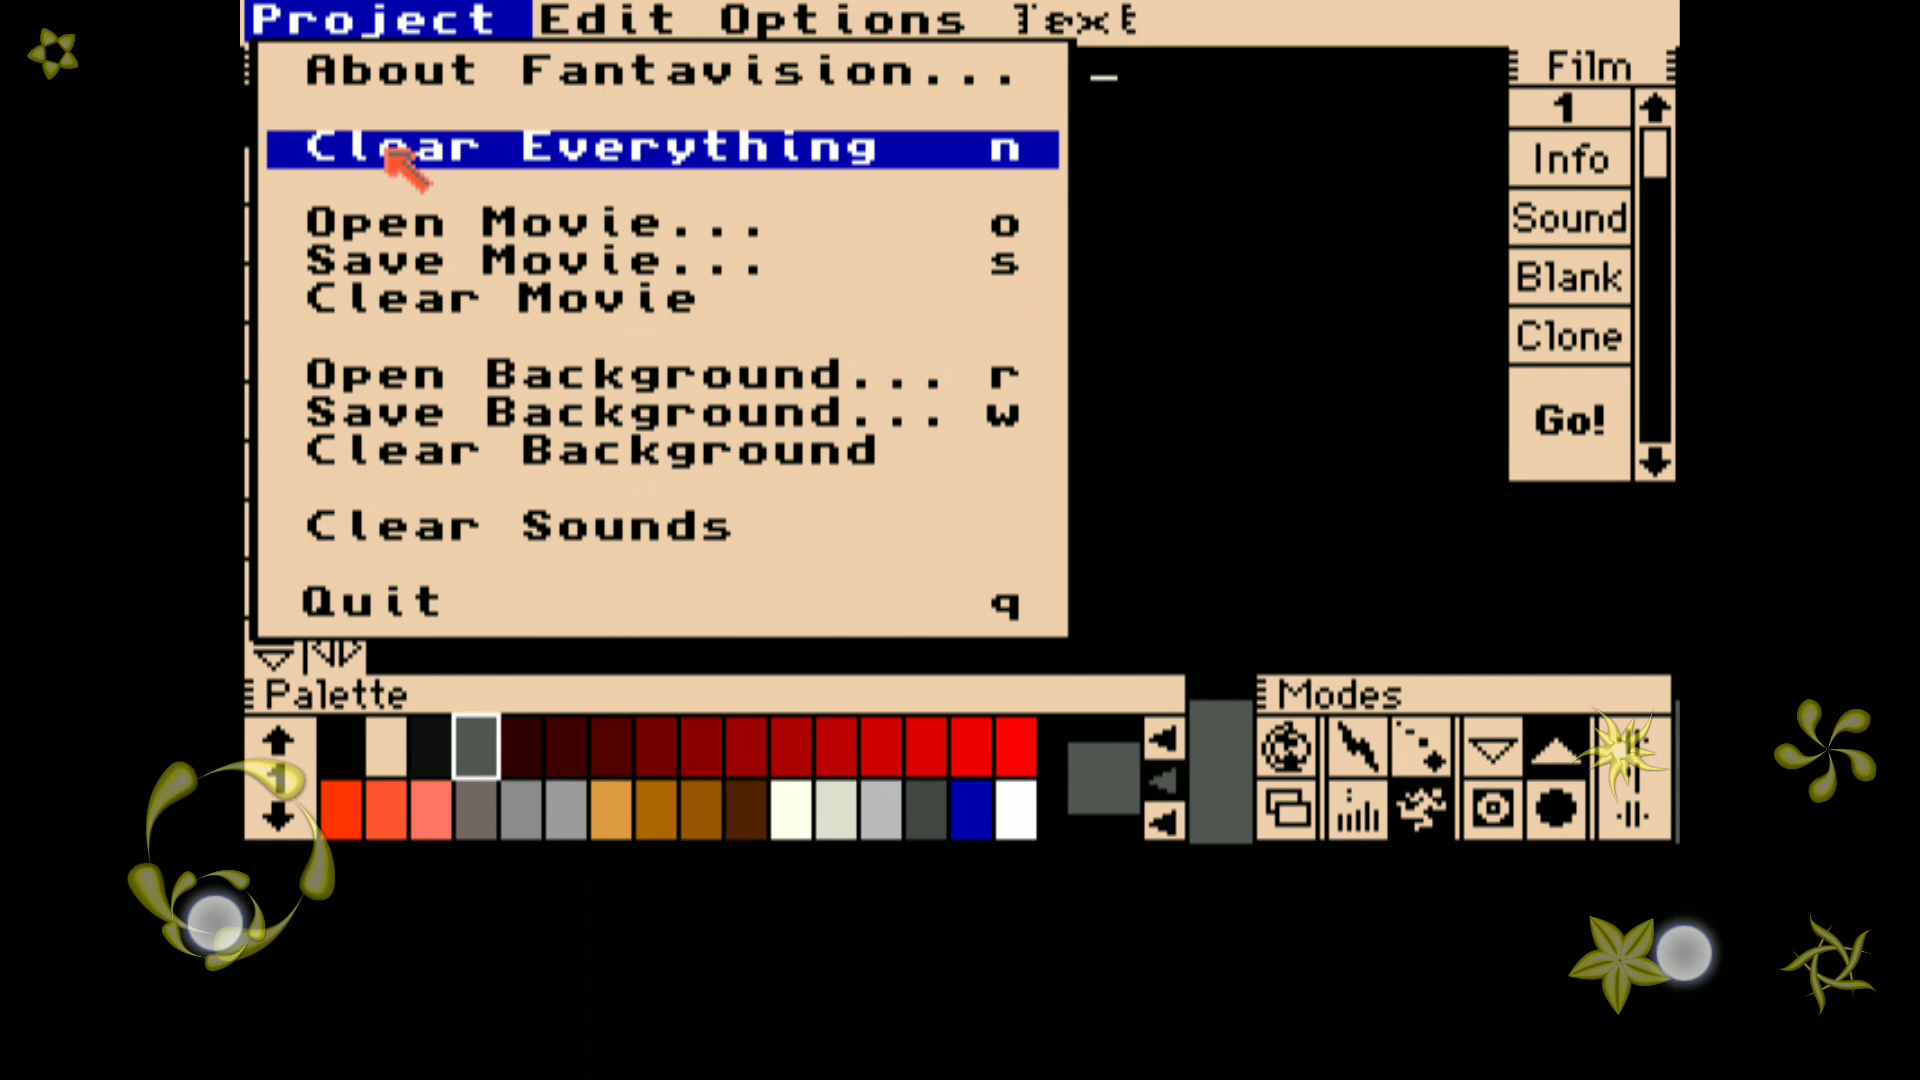 Project Edit Options Text
About Fantavision...
Clear Everything n
Open Movie... o
Save Movie... s
Clear Movie
Open Background... r
Save Background... w
Clear Background
Clear Sounds
Quit q
Film
1
Info
Sound
Blank
Clone
Go!
Palette
1
Modes